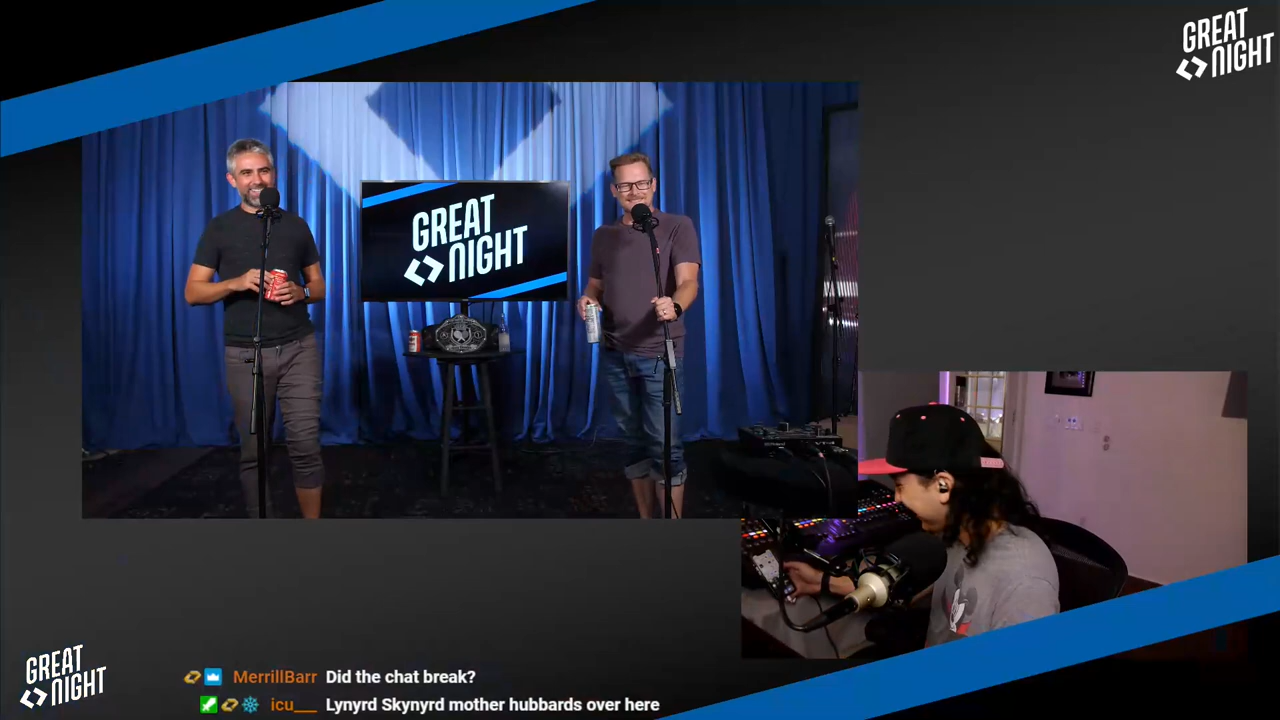 GREAT
NIGHT
GREAT
NIGHT
GREAT
NIGHT
MerrillBarr Did the chat break?
icu___ Lynyrd Skynyrd mother hubbards over here